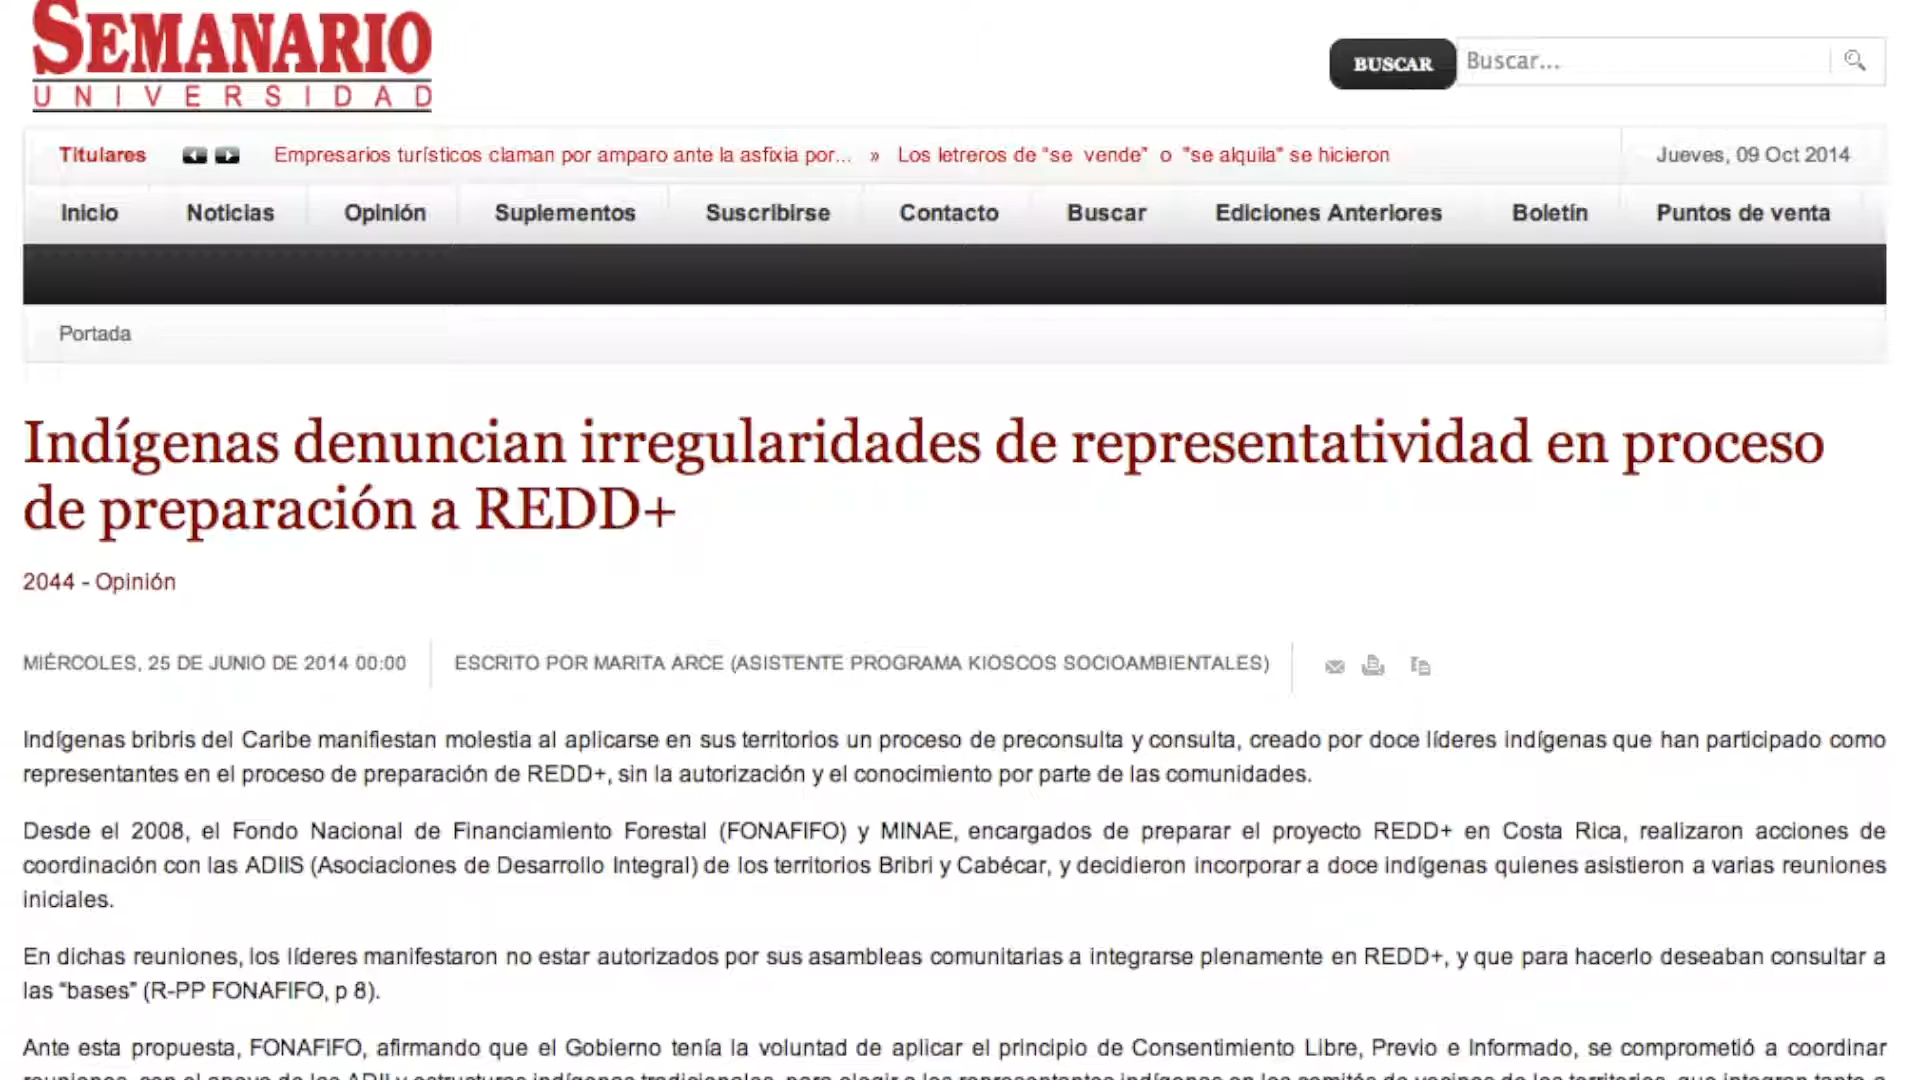 SEMANARIO
UNIVERSIDAD
BUSCAR
Buscar...
Titulares
Empresarios turísticos claman por amparo ante la asfixia por... » Los letreros de "se vende" o "se alquila" se hicieron
Jueves, 09 Oct 2014
Inicio Noticias Opinión Suplementos Suscribirse Contacto Buscar Ediciones Anteriores Boletín Puntos de venta
Portada
Indígenas denuncian irregularidades de representatividad en proceso
de preparación a REDD+
2044 - Opinión
MIÉRCOLES, 25 DE JUNIO DE 2014 00:00
ESCRITO POR MARITA ARCE (ASISTENTE PROGRAMA KIOSCOS SOCIOAMBIENTALES)
Indígenas bribris del Caribe manifiestan molestia al aplicarse en sus territorios un proceso de preconsulta y consulta, creado por doce líderes indígenas que han participado como
representantes en el proceso de preparación de REDD+, sin la autorización y el conocimiento por parte de las comunidades.
Desde el 2008, el Fondo Nacional de Financiamiento Forestal (FONAFIFO) y MINAE, encargados de preparar el proyecto REDD+ en Costa Rica, realizaron acciones de
coordinación con las ADIIS (Asociaciones de Desarrollo Integral) de los territorios Bribri y Cabécar, y decidieron incorporar a doce indígenas quienes asistieron a varias reuniones
iniciales.
En dichas reuniones, los líderes manifestaron no estar autorizados por sus asambleas comunitarias a integrarse plenamente en REDD+, y que para hacerlo deseaban consultar a
las “bases” (R-PP FONAFIFO, p 8).
Ante esta propuesta, FONAFIFO, afirmando que el Gobierno tenía la voluntad de aplicar el principio de Consentimiento Libre, Previo e Informado, se comprometió a coordinar